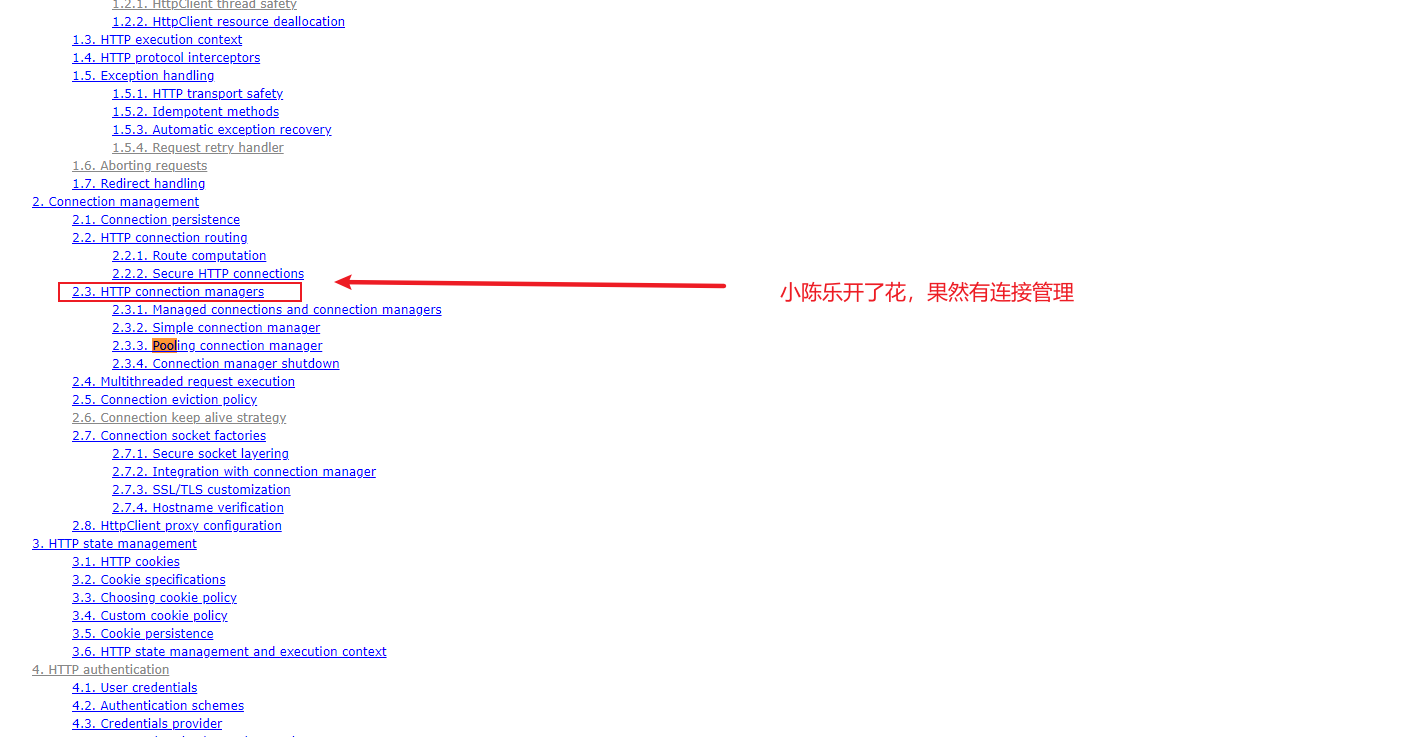 1.2.1. HttpClient thread safety
1.2.2. HttpClient resource deallocation
1.3. HTTP execution context
1.4. HTTP protocol interceptors
1.5. Exception handling
1.5.1. HTTP transport safety
1.5.2. Idempotent methods
1.5.3. Automatic exception recovery
1.5.4. Request retry handler
1.6. Aborting requests
1.7. Redirect handling
2. Connection management
2.1. Connection persistence
2.2. HTTP connection routing
2.2.1. Route computation
2.2.2. Secure HTTP connections
2.3. HTTP connection managers
小陈乐开了花，果然有连接管理
2.3.1. Managed connections and connection managers
2.3.2. Simple connection manager
2.3.3. Pooling connection manager
2.3.4. Connection manager shutdown
2.4. Multithreaded request execution
2.5. Connection eviction policy
2.6. Connection keep alive strategy
2.7. Connection socket factories
2.7.1. Secure socket layering
2.7.2. Integration with connection manager
2.7.3. SSL/TLS customization
2.7.4. Hostname verification
2.8. HttpClient proxy configuration
3. HTTP state management
3.1. HTTP cookies
3.2. Cookie specifications
3.3. Choosing cookie policy
3.4. Custom cookie policy
3.5. Cookie persistence
3.6. HTTP state management and execution context
4. HTTP authentication
4.1. User credentials
4.2. Authentication schemes
4.3. Credentials provider